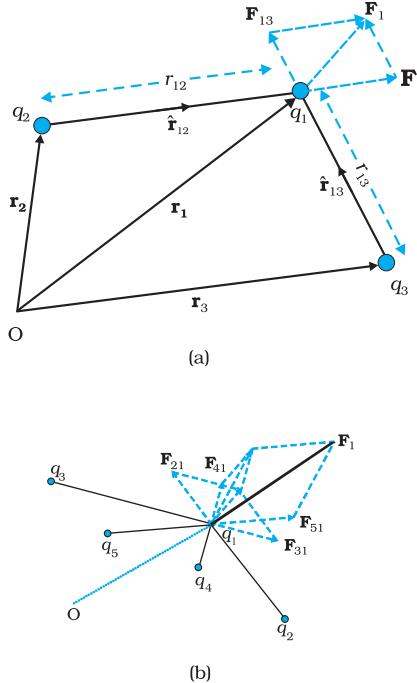 F₁₃ F₁
r₁₂ F
q₂ r̂₁₂ q₁
r₂ r₁ r̂₁₃ r₁₃
r₃ q₃
O
(a)
F₂₁ F₄₁ F₁
q₃
q₅ q₁ F₅₁
F₃₁
q₄
O q₂
(b)